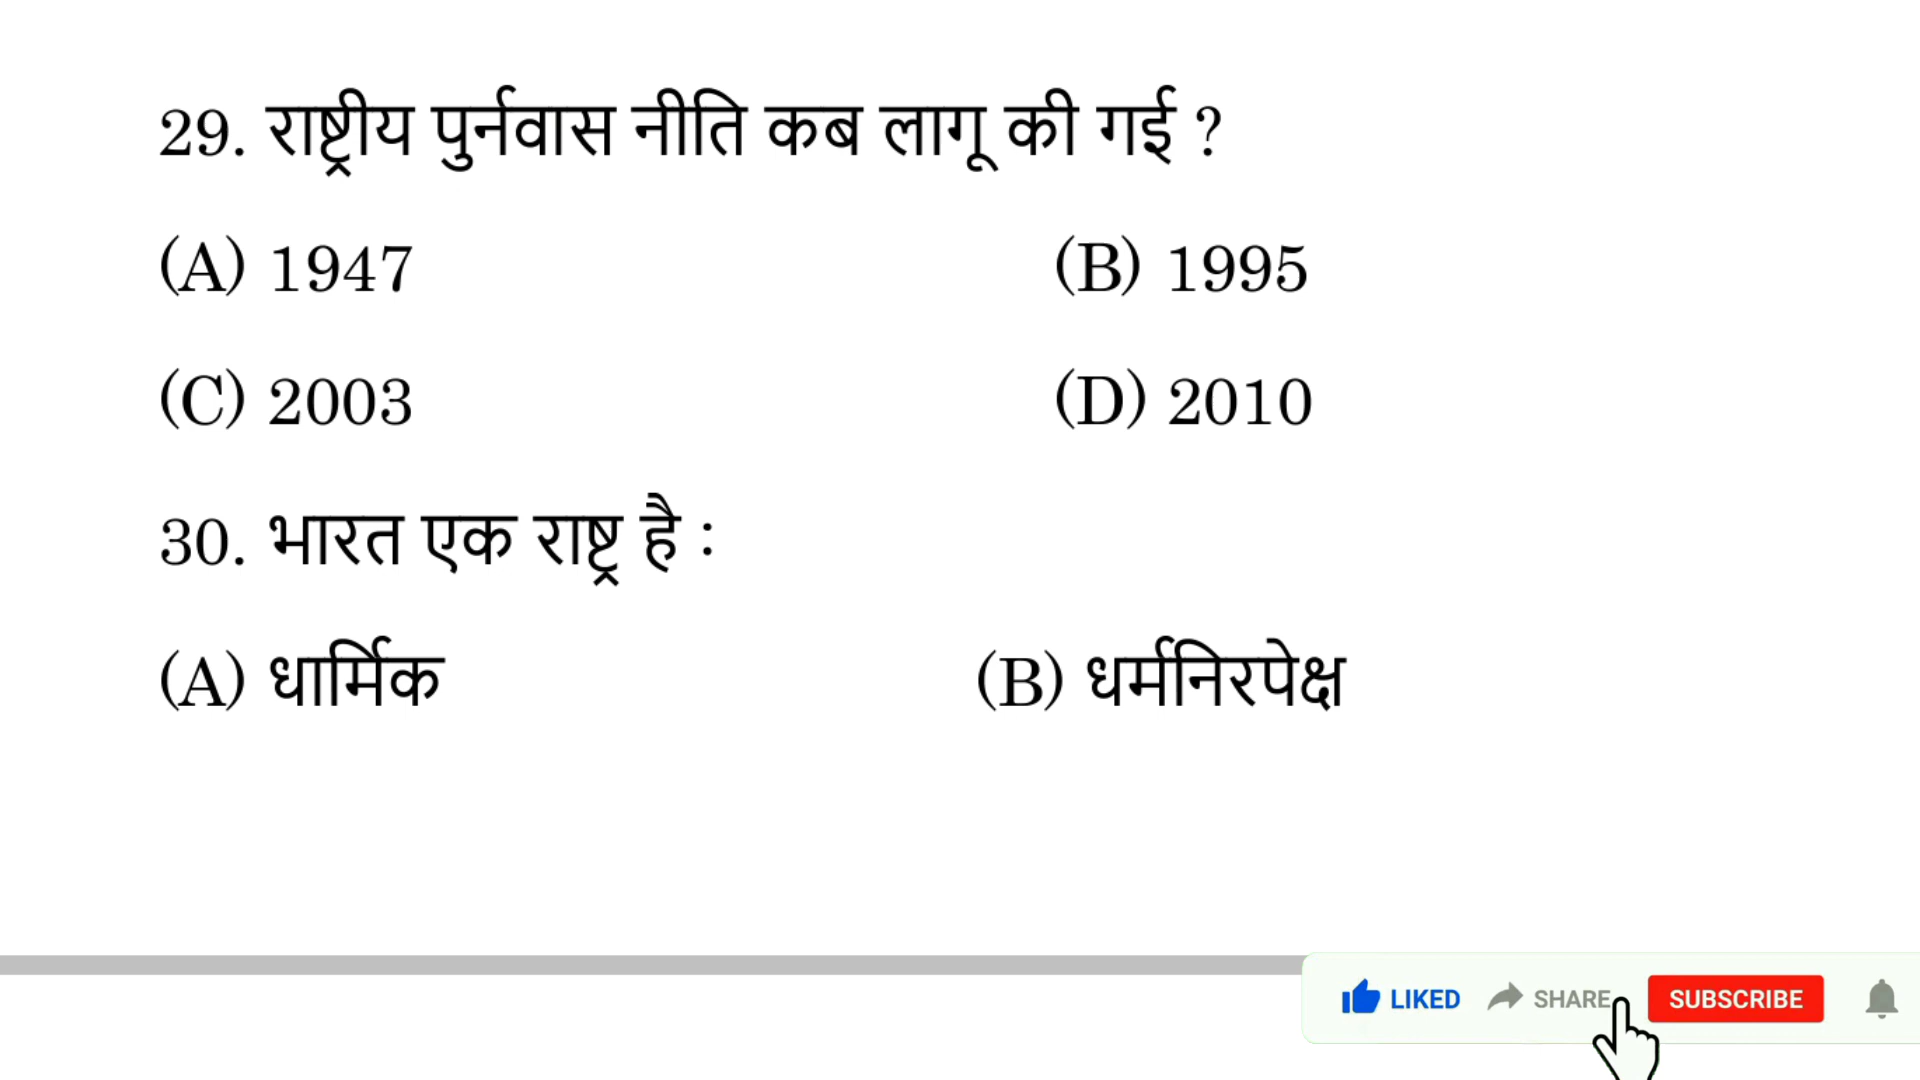 29. राष्ट्रीय पुर्नवास नीति कब लागू की गई ?
(A) 1947 (B) 1995
(C) 2003 (D) 2010
30. भारत एक राष्ट्र है :
(A) धार्मिक (B) धर्मनिरपेक्ष
LIKED SHARE SUBSCRIBE